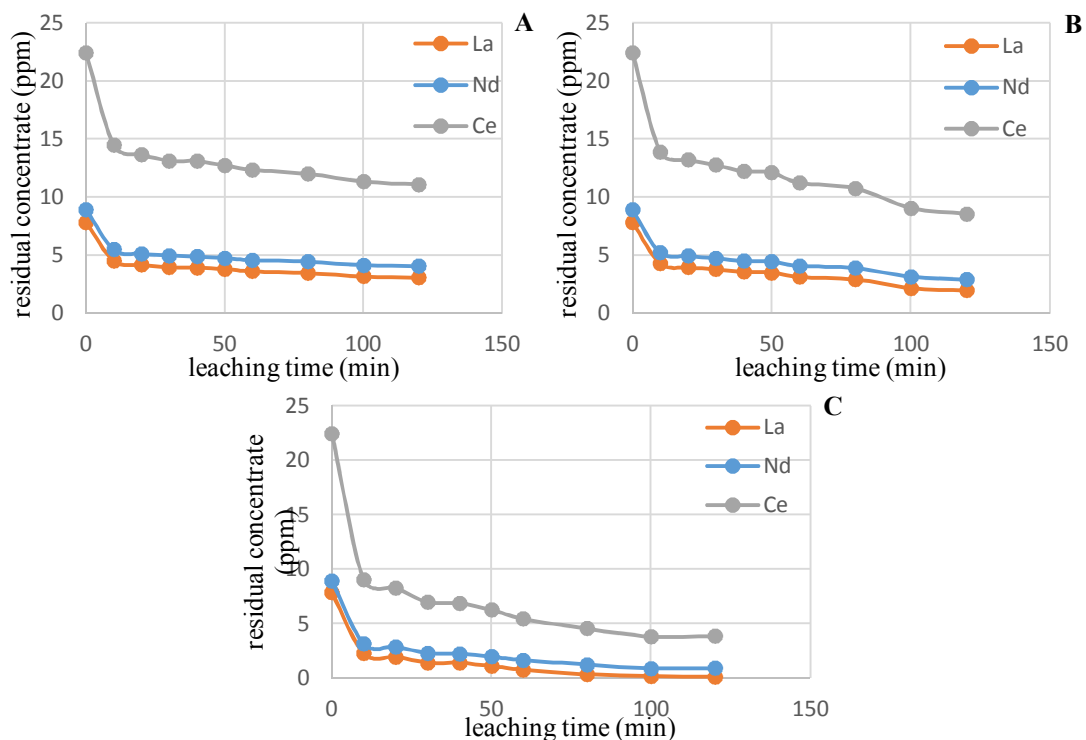 A
25
20
15
10
5
0
0 50 100 150
residual concentrate (ppm)
leaching time (min)
La
Nd
Ce
B
25
20
15
10
5
0
0 50 100 150
residual concentrate (ppm)
leaching time (min)
La
Nd
Ce
C
25
20
15
10
5
0
0 50 100 150
residual concentrate
(ppm)
leaching time (min)
La
Nd
Ce